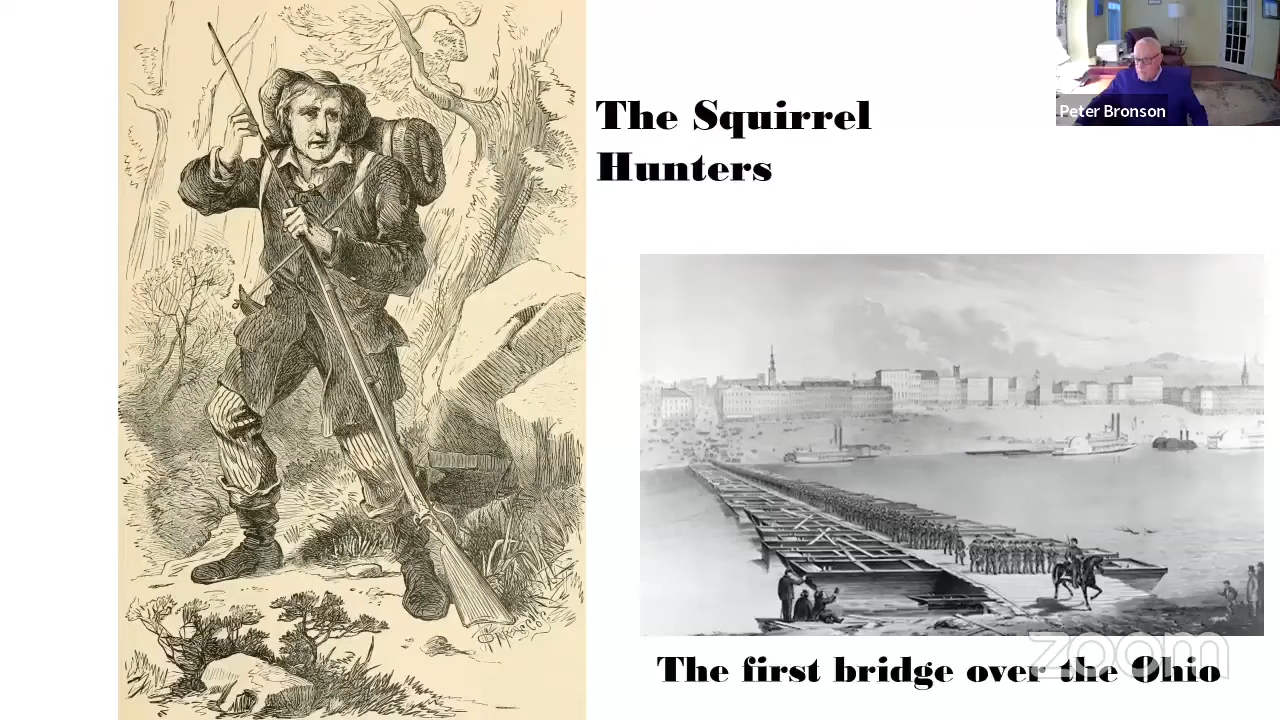 The Squirrel
Hunters
Peter Bronson
The first bridge over the Ohio
zoom